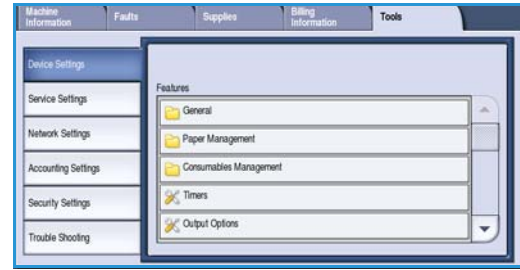 Machine
Information
Faults
Supplies
Billing
Information
Tools
Device Settings
Service Settings
Network Settings
Accounting Settings
Security Settings
Trouble Shooting
Features
General
Paper Management
Consumables Management
Timers
Output Options